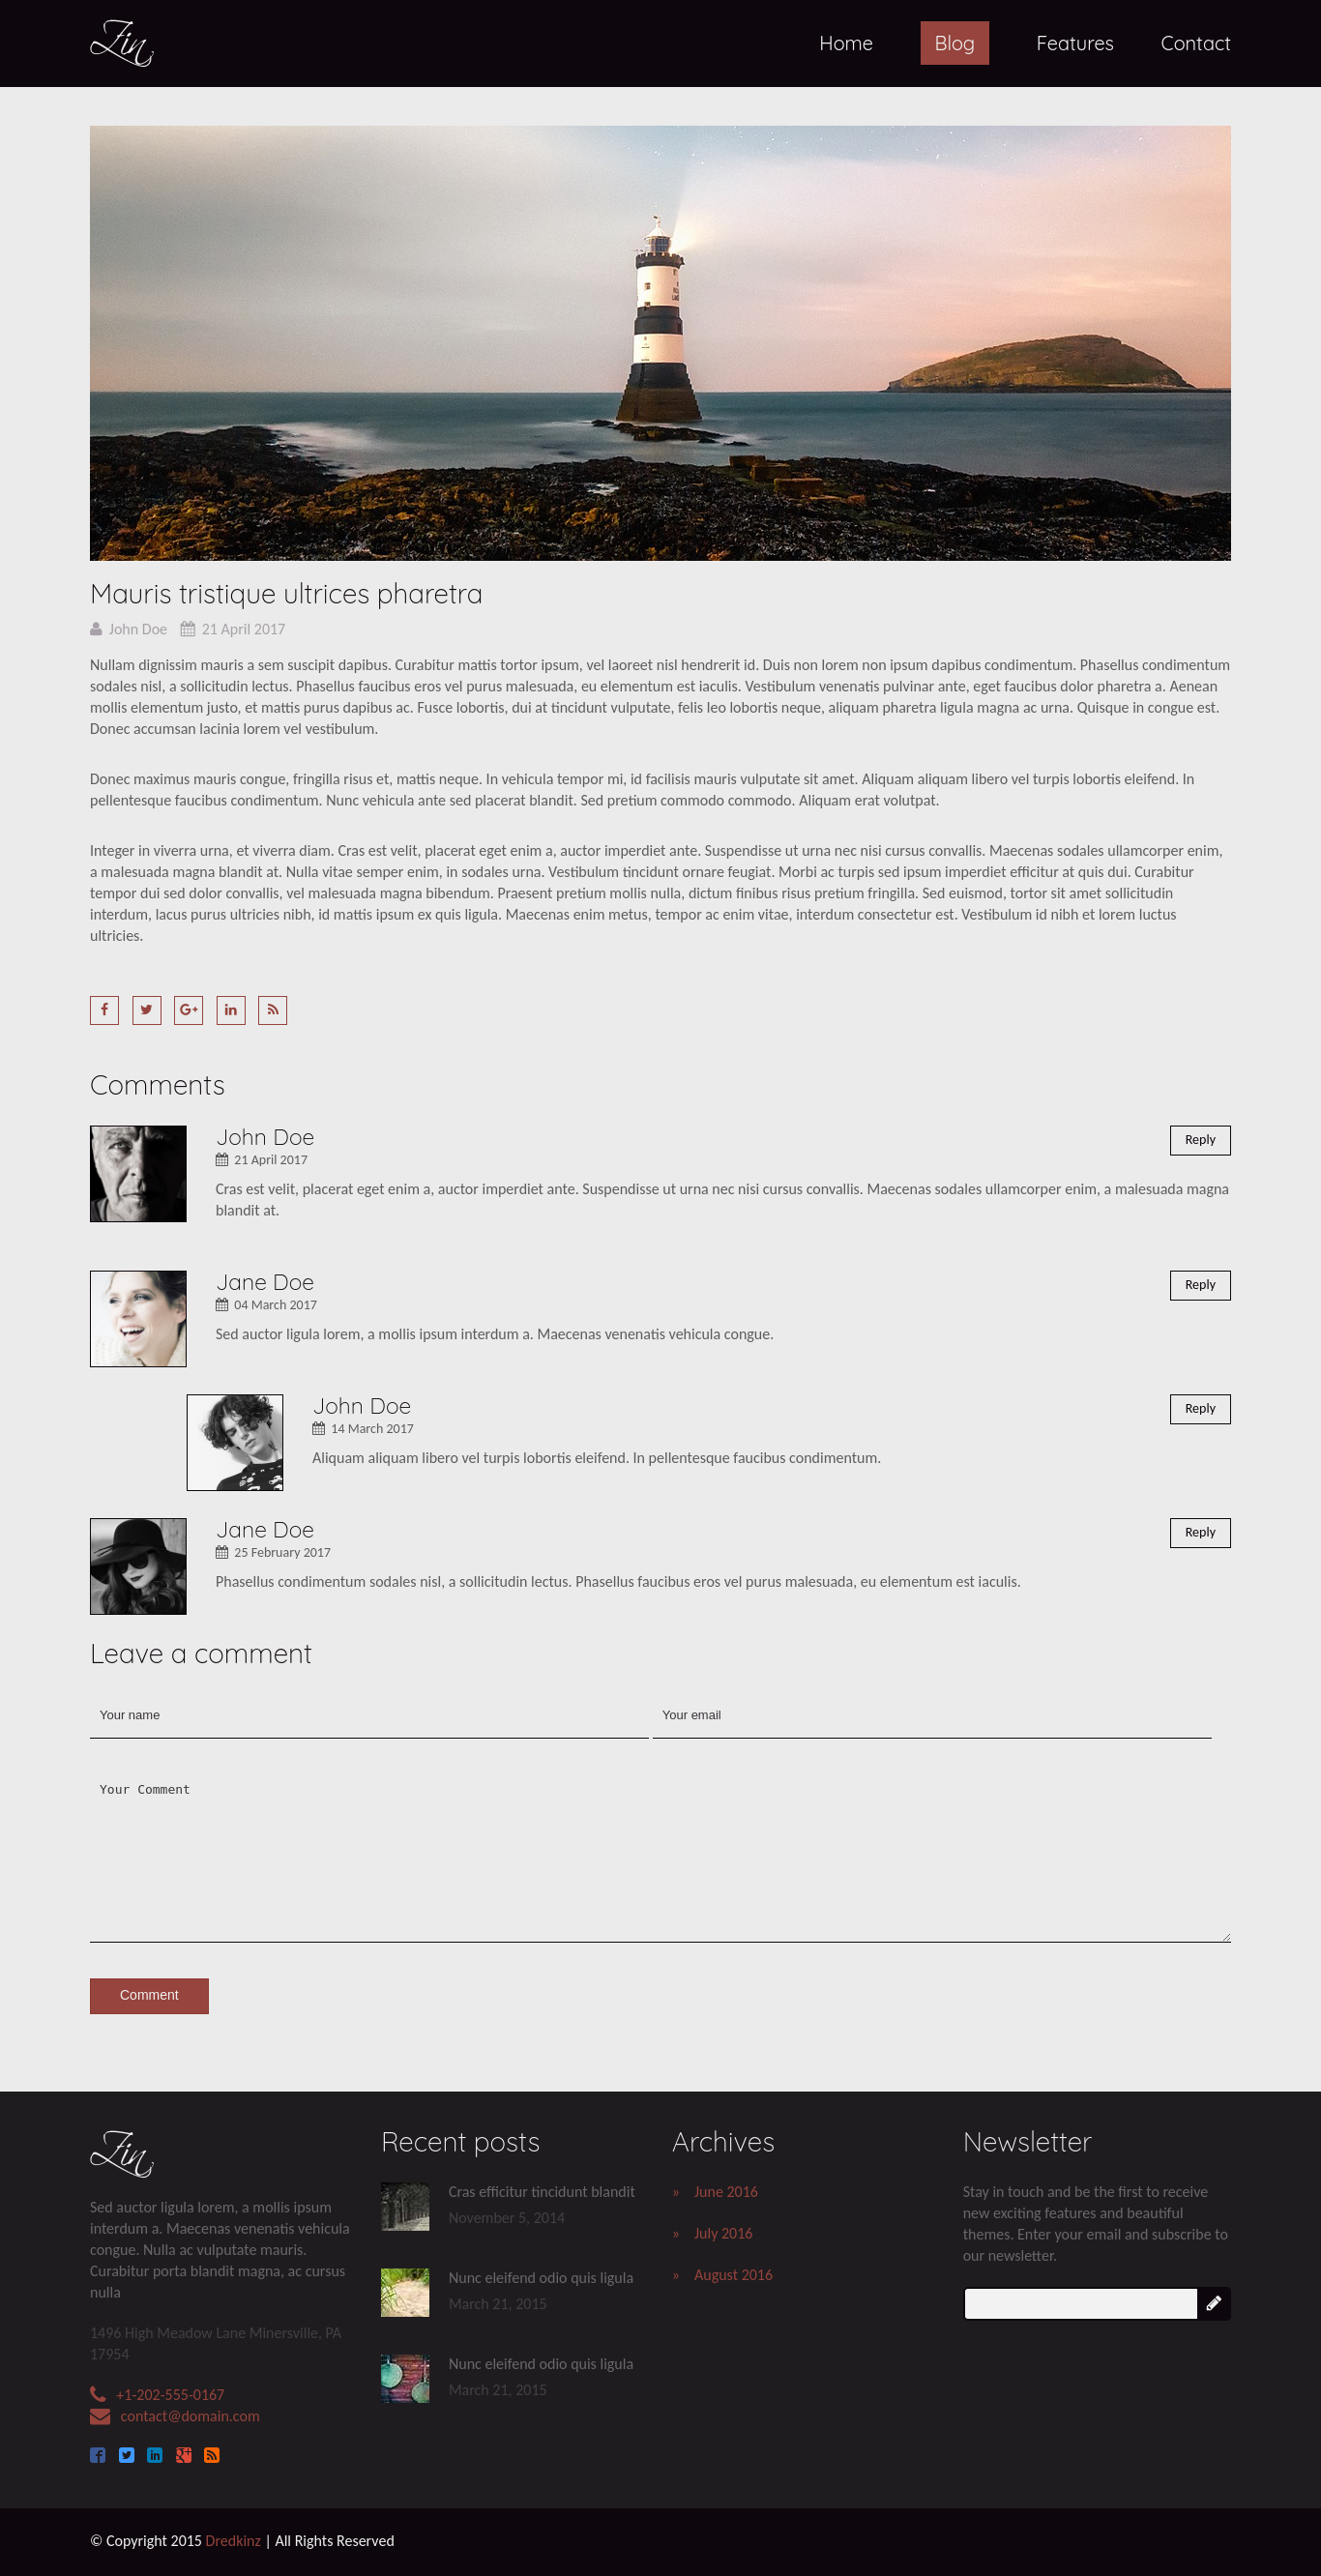 Zin
Home
Blog
Features
Contact
Mauris tristique ultrices pharetra
John Doe
21 April 2017
Nullam dignissim mauris a sem suscipit dapibus. Curabitur mattis tortor ipsum, vel laoreet nisl hendrerit id. Duis non lorem non ipsum dapibus condimentum. Phasellus condimentum
sodales nisl, a sollicitudin lectus. Phasellus faucibus eros vel purus malesuada, eu elementum est iaculis. Vestibulum venenatis pulvinar ante, eget faucibus dolor pharetra a. Aenean
mollis elementum justo, et mattis purus dapibus ac. Fusce lobortis, dui at tincidunt vulputate, felis leo lobortis neque, aliquam pharetra ligula magna ac urna. Quisque in congue est.
Donec accumsan lacinia lorem vel vestibulum.
Donec maximus mauris congue, fringilla risus et, mattis neque. In vehicula tempor mi, id facilisis mauris vulputate sit amet. Aliquam aliquam libero vel turpis lobortis eleifend. In
pellentesque faucibus condimentum. Nunc vehicula ante sed placerat blandit. Sed pretium commodo commodo. Aliquam erat volutpat.
Integer in viverra urna, et viverra diam. Cras est velit, placerat eget enim a, auctor imperdiet ante. Suspendisse ut urna nec nisi cursus convallis. Maecenas sodales ullamcorper enim,
a malesuada magna blandit at. Nulla vitae semper enim, in sodales urna. Vestibulum tincidunt ornare feugiat. Morbi ac turpis sed ipsum imperdiet efficitur at quis dui. Curabitur
tempor dui sed dolor convallis, vel malesuada magna bibendum. Praesent pretium mollis nulla, dictum finibus risus pretium fringilla. Sed euismod, tortor sit amet sollicitudin
interdum, lacus purus ultricies nibh, id mattis ipsum ex quis ligula. Maecenas enim metus, tempor ac enim vitae, interdum consectetur est. Vestibulum id nibh et lorem luctus
ultricies.
Comments
John Doe
Reply
21 April 2017
Cras est velit, placerat eget enim a, auctor imperdiet ante. Suspendisse ut urna nec nisi cursus convallis. Maecenas sodales ullamcorper enim, a malesuada magna
blandit at.
Jane Doe
Reply
04 March 2017
Sed auctor ligula lorem, a mollis ipsum interdum a. Maecenas venenatis vehicula congue.
John Doe
Reply
14 March 2017
Aliquam aliquam libero vel turpis lobortis eleifend. In pellentesque faucibus condimentum.
Jane Doe
Reply
25 February 2017
Phasellus condimentum sodales nisl, a sollicitudin lectus. Phasellus faucibus eros vel purus malesuada, eu elementum est iaculis.
Leave a comment
Your name
Your email
Your Comment
Comment
Zin
Sed auctor ligula lorem, a mollis ipsum
interdum a. Maecenas venenatis vehicula
congue. Nulla ac vulputate mauris.
Curabitur porta blandit magna, ac cursus
nulla
1496 High Meadow Lane Minersville, PA
17954
+1-202-555-0167
contact@domain.com
Recent posts
Cras efficitur tincidunt blandit
November 5, 2014
Nunc eleifend odio quis ligula
March 21, 2015
Nunc eleifend odio quis ligula
March 21, 2015
Archives
» June 2016
» July 2016
» August 2016
Newsletter
Stay in touch and be the first to receive
new exciting features and beautiful
themes. Enter your email and subscribe to
our newsletter.
© Copyright 2015 Dredkinz | All Rights Reserved